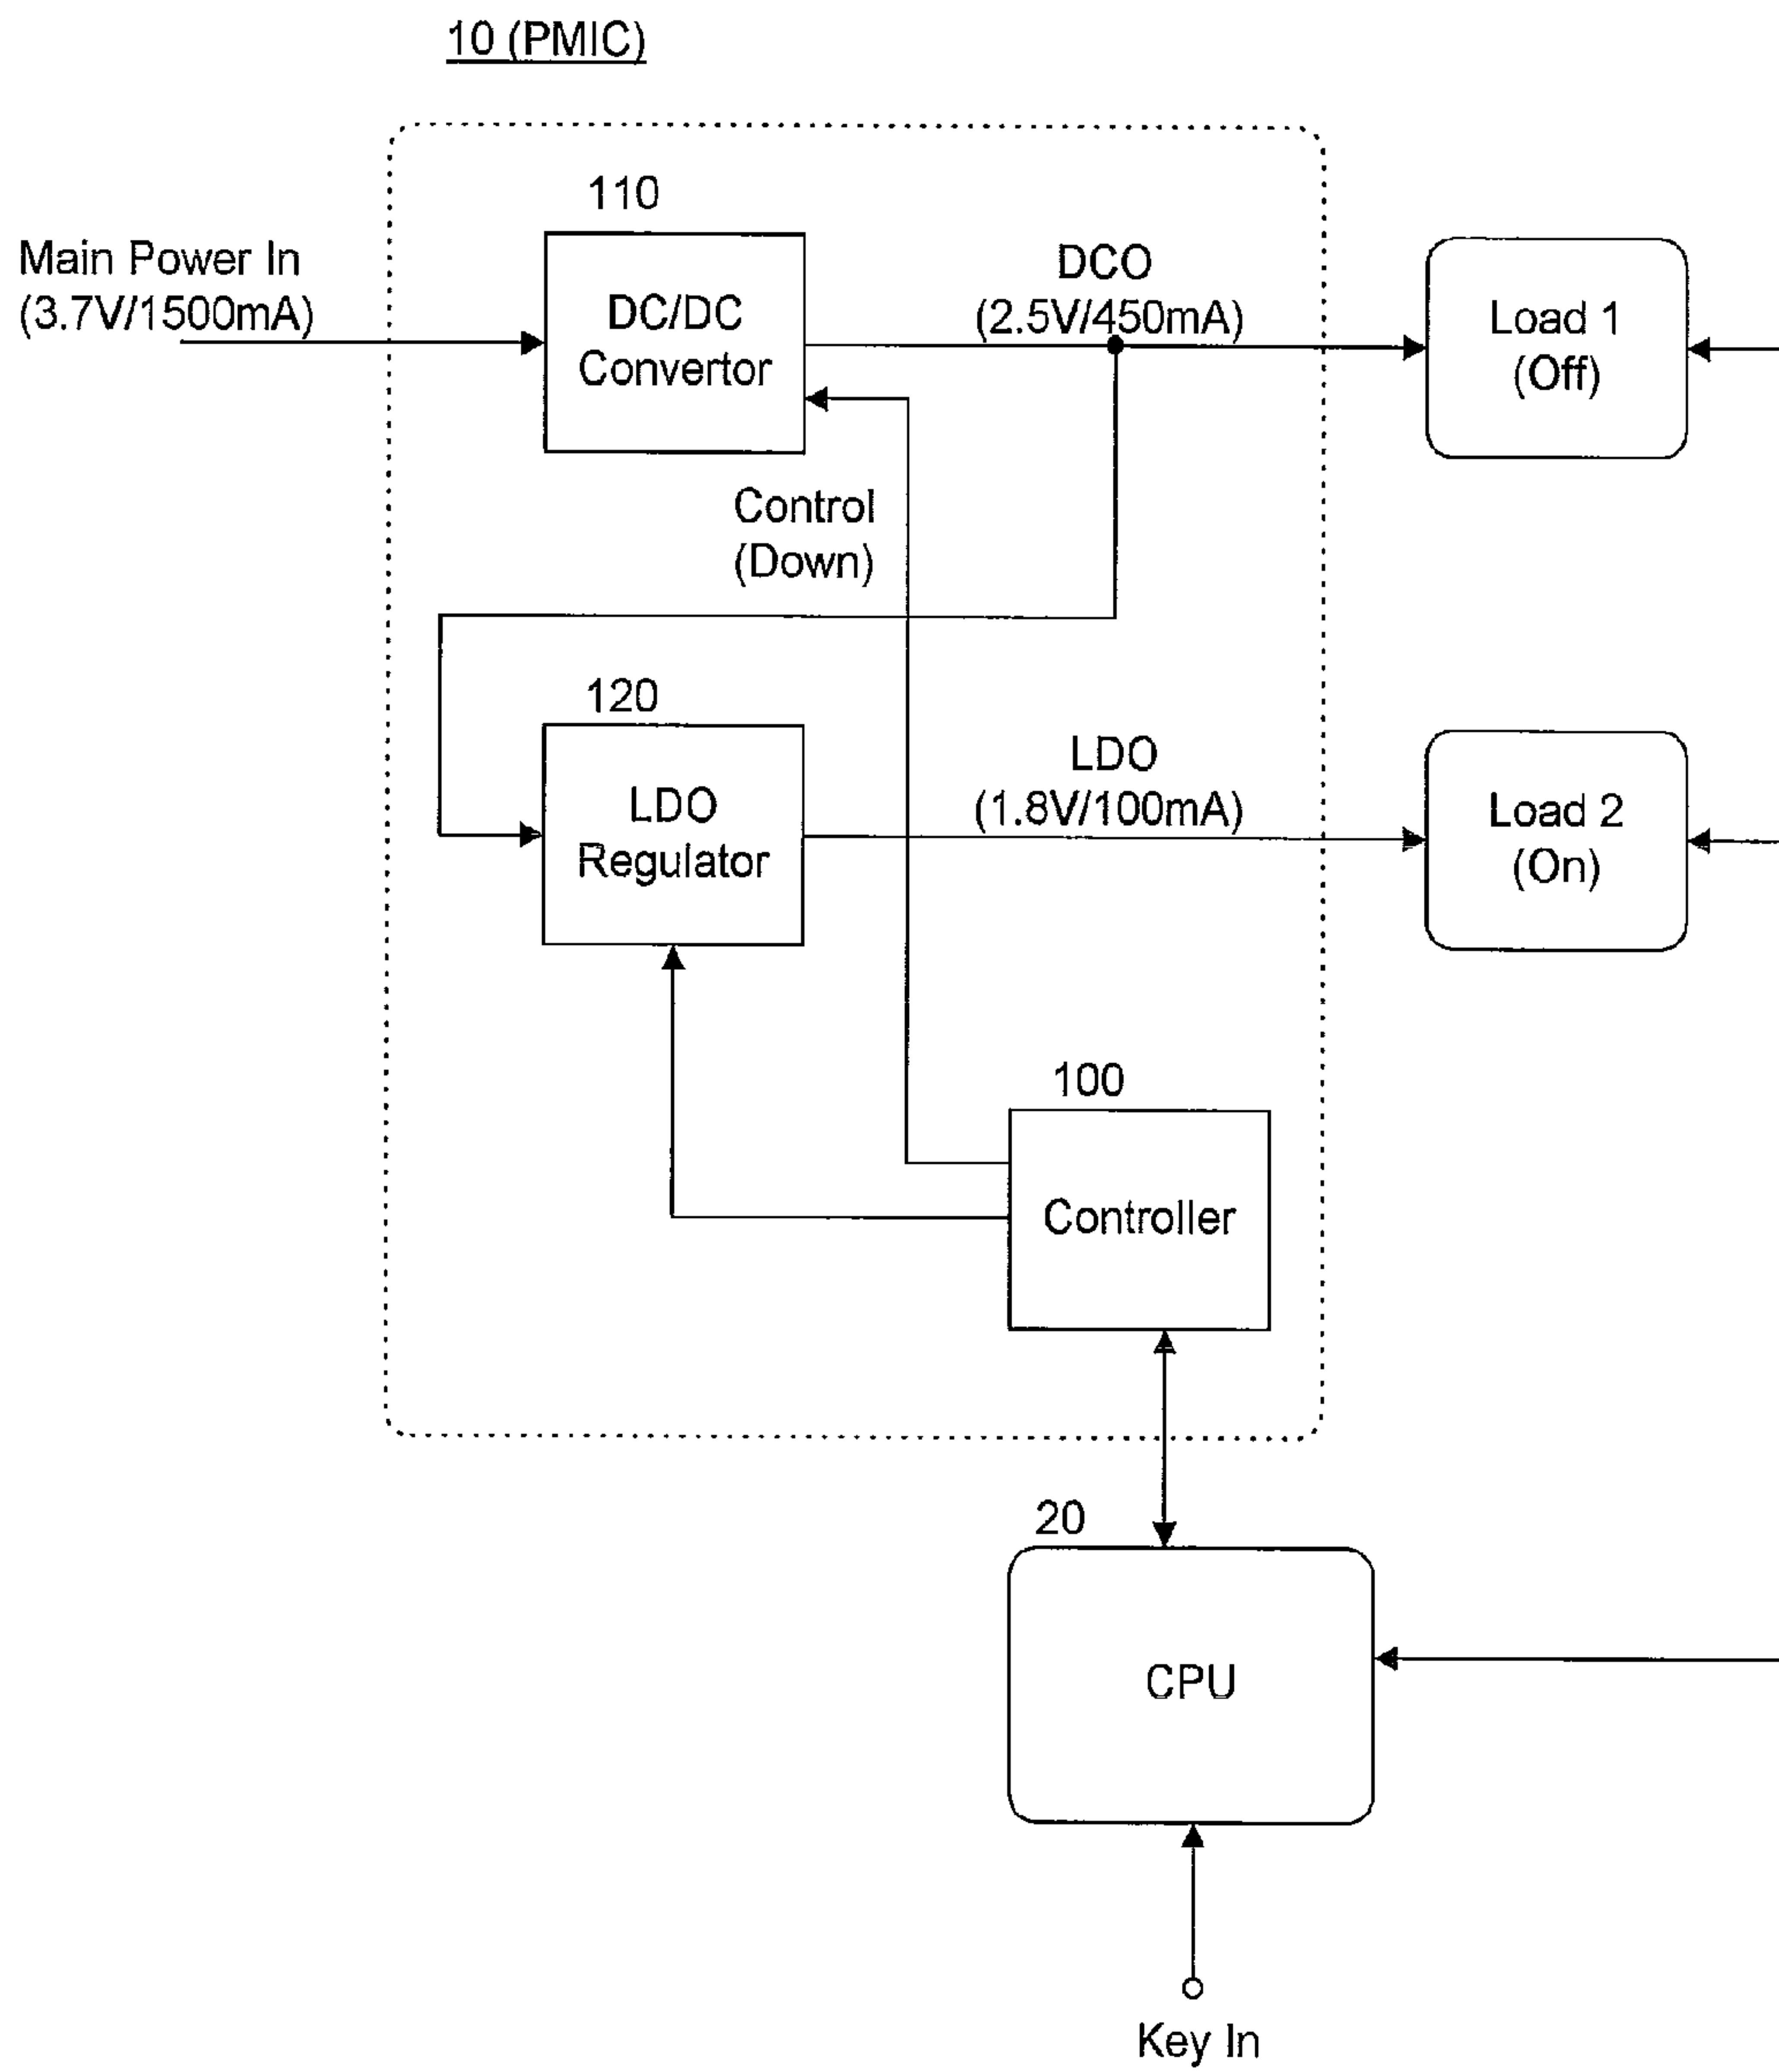 10 (PMIC)
110
Main Power In
(3.7V/1500mA)
DC/DC
Convertor
DCO
(2.5V/450mA)
Load 1
(Off)
Control
(Down)
120
LDO
Regulator
LDO
(1.8V/100mA)
Load 2
(On)
100
Controller
20
CPU
Key In